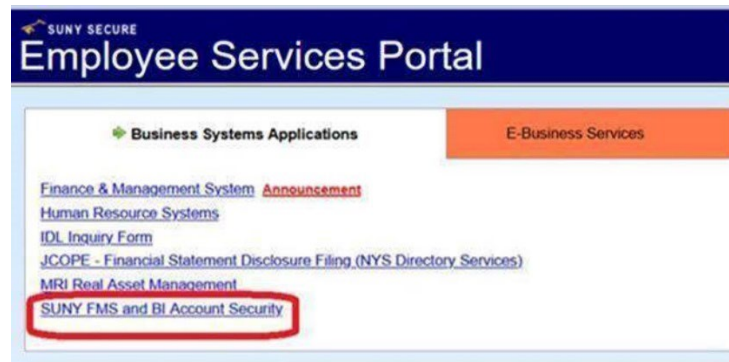 SUNY SECURE
Employee Services Portal
Business Systems Applications
E-Business Services
Finance & Management System Announcement
Human Resource Systems
IDL Inquiry Form
JCOPE - Financial Statement Disclosure Filing (NYS Directory Services)
MRI Real Asset Management
SUNY FMS and BI Account Security